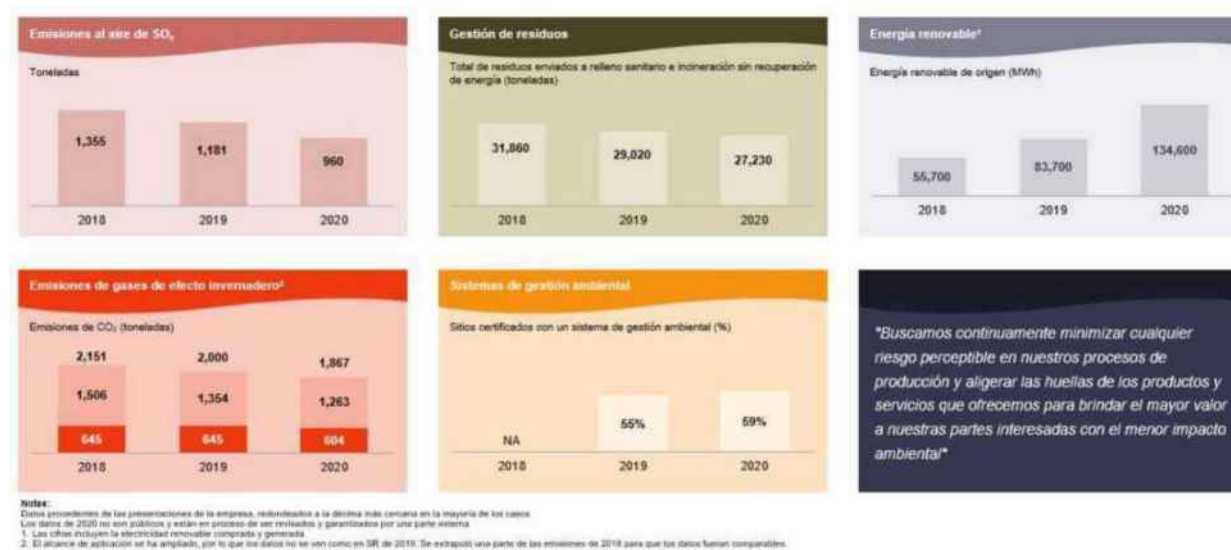 Emisiones al aire de SOx
Toneladas
1,355
1,181
960
2018
2019
2020
Gestión de residuos
Total de residuos enviados a relleno sanitario e incineración sin recuperación
de energía (toneladas)
31,860
29,020
27,230
2018
2019
2020
Energía renovable¹
Energía renovable de origen (MWh)
55,700
83,700
134,600
2018
2019
2020
Emisiones de gases de efecto invernadero²
Emisiones de CO₂ (toneladas)
2,151
2,000
1,867
1,506
1,354
1,263
645
645
604
2018
2019
2020
Sistemas de gestión ambiental
Sitios certificados con un sistema de gestión ambiental (%)
NA
55%
59%
2018
2019
2020
"Buscamos continuamente minimizar cualquier
riesgo perceptible en nuestros procesos de
producción y aligerar las huellas de los productos y
servicios que ofrecemos para brindar el mayor valor
a nuestras partes interesadas con el menor impacto
ambiental"
Notas:
Datos procedentes de las presentaciones de la empresa, redondeados a la décima más cercana en la mayoría de los casos
Los datos de 2020 no son públicos y están en proceso de ser revisados y garantizados por una parte externa
1. Las cifras incluyen la electricidad renovable comprada y generada
2. El alcance de aplicación se ha ampliado, por lo que los datos no se ven como en SR de 2019. Se extrapoló una parte de las emisiones de 2018 para que los datos fueran comparables.